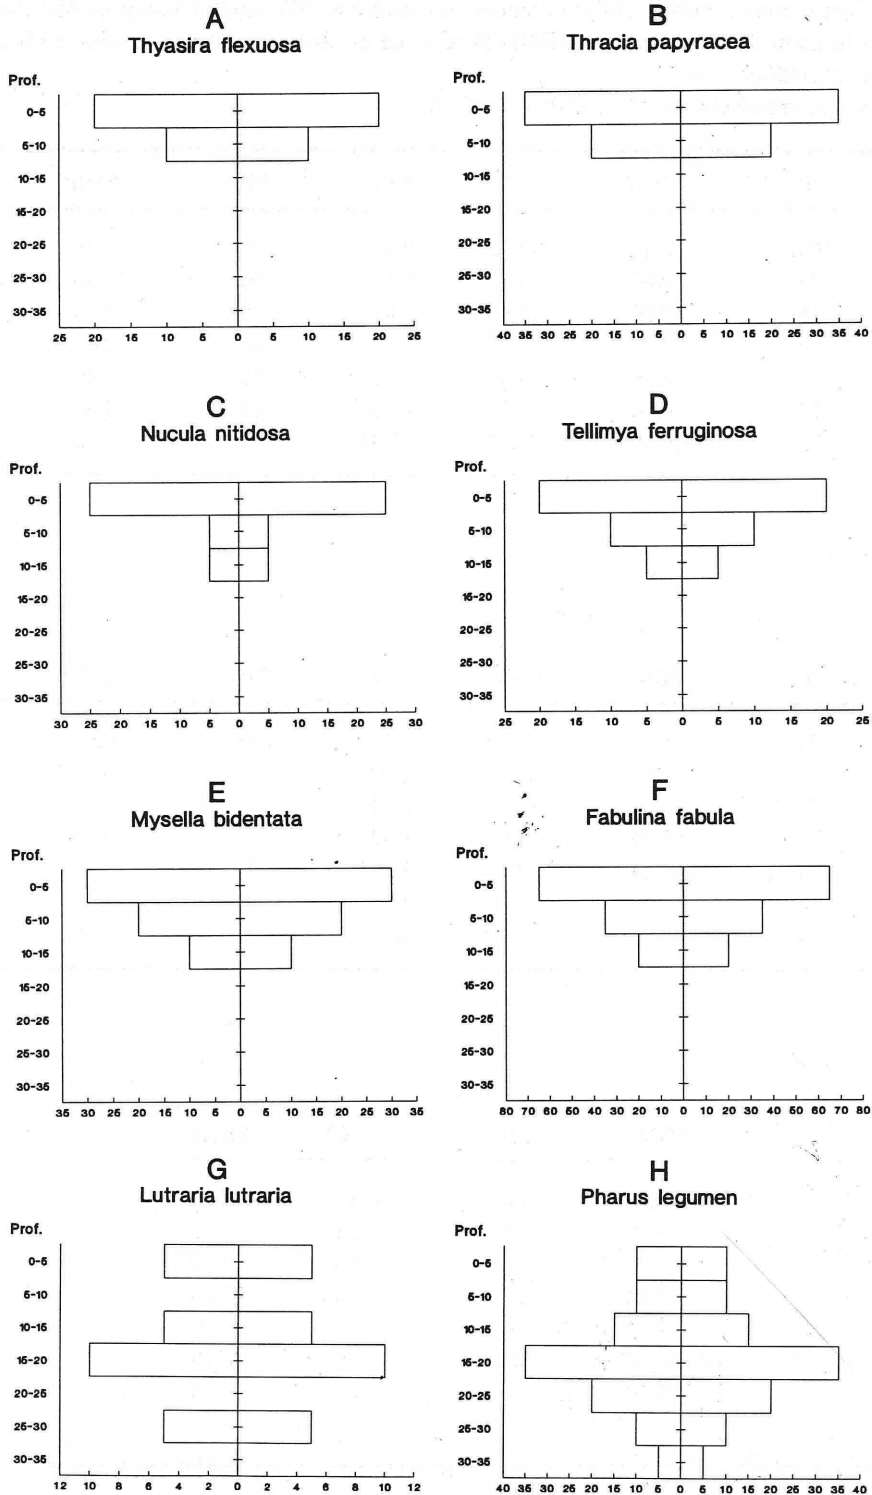 A
Thyasira flexuosa
Prof.
0-5
5-10
10-15
15-20
20-25
25-30
30-35
25 20 15 10 5 0 5 10 15 20 25
B
Thracia papyracea
Prof.
0-5
5-10
10-15
15-20
20-25
25-30
30-35
40 35 30 25 20 15 10 5 0 5 10 15 20 25 30 35 40
C
Nucula nitidosa
Prof.
0-5
5-10
10-15
15-20
20-25
25-30
30-35
30 25 20 15 10 5 0 5 10 15 20 25 30
D
Tellimya ferruginosa
Prof.
0-5
5-10
10-15
15-20
20-25
25-30
30-35
25 20 15 10 5 0 5 10 15 20 25
E
Mysella bidentata
Prof.
0-5
5-10
10-15
15-20
20-25
25-30
30-35
35 30 25 20 15 10 5 0 5 10 15 20 25 30 35
F
Fabulina fabula
Prof.
0-5
5-10
10-15
15-20
20-25
25-30
30-35
80 70 60 50 40 30 20 10 0 10 20 30 40 50 60 70 80
G
Lutraria lutraria
Prof.
0-5
5-10
10-15
15-20
20-25
25-30
30-35
12 10 8 6 4 2 0 2 4 6 8 10 12
H
Pharus legumen
Prof.
0-5
5-10
10-15
15-20
20-25
25-30
30-35
40 35 30 25 20 15 10 5 0 5 10 15 20 25 30 35 40